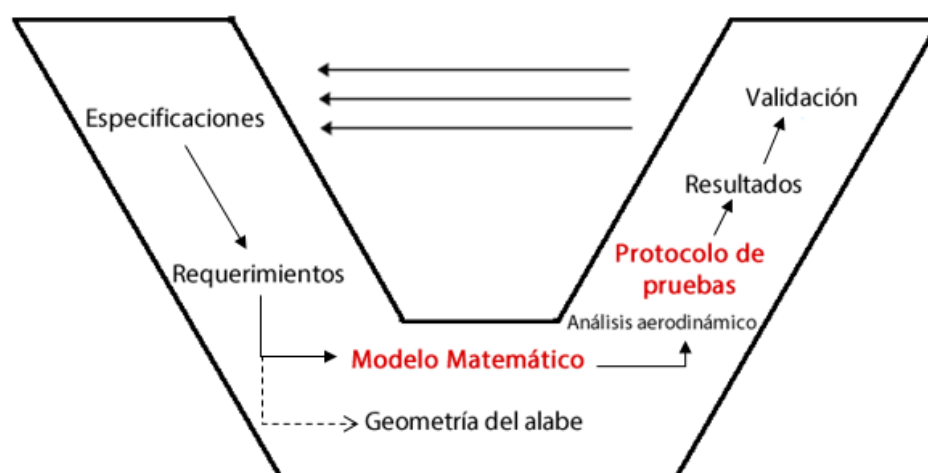 Especificaciones
Requerimientos
Modelo Matemático
Geometría del alabe
Análisis aerodinámico
Protocolo de
pruebas
Resultados
Validación